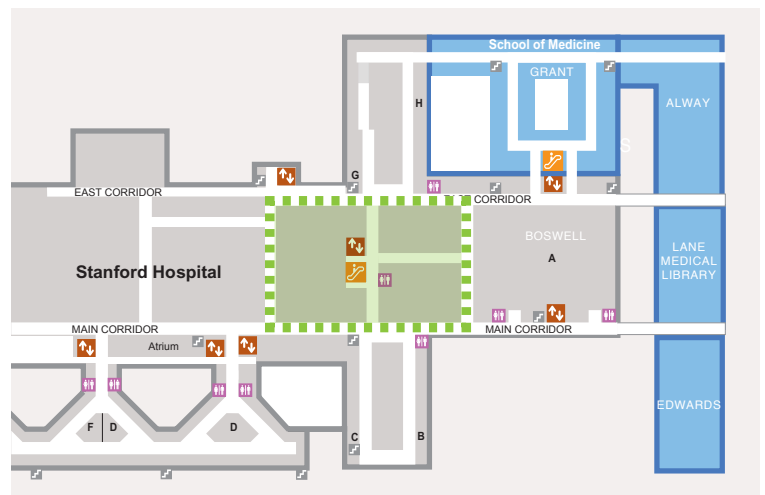 School of Medicine
GRANT
H
ALWAY
S
G
EAST CORRIDOR
CORRIDOR
BOSWELL
A
Stanford Hospital
LANE
MEDICAL
LIBRARY
MAIN CORRIDOR
MAIN CORRIDOR
Atrium
EDWARDS
F
D
D
C
B